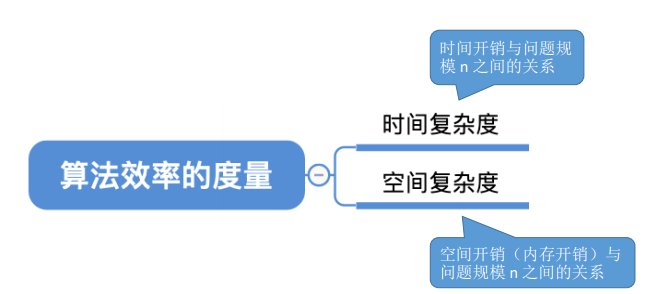 时间开销与问题规
模 n 之间的关系
时间复杂度
算法效率的度量
空间复杂度
空间开销（内存开销）与
问题规模 n 之间的关系